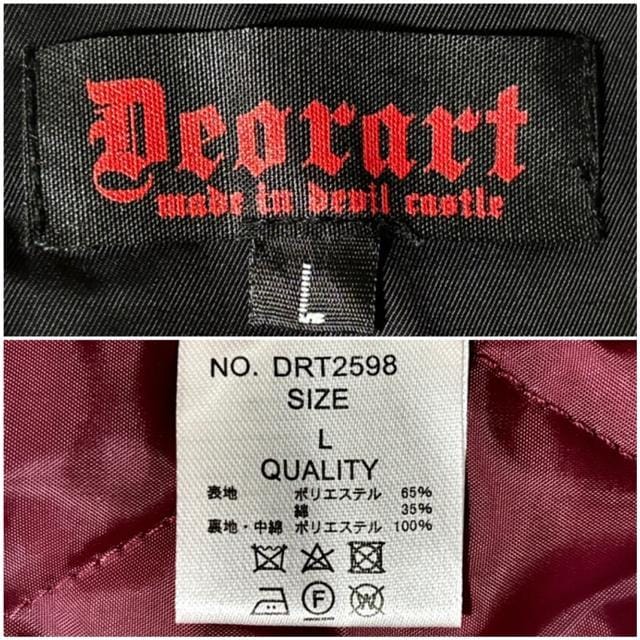 Deorart
made in devil castle
L
NO. DRT2598
SIZE
L
QUALITY
表地 ポリエステル 65%
綿 35%
裏地・中綿 ポリエステル 100%
F
W